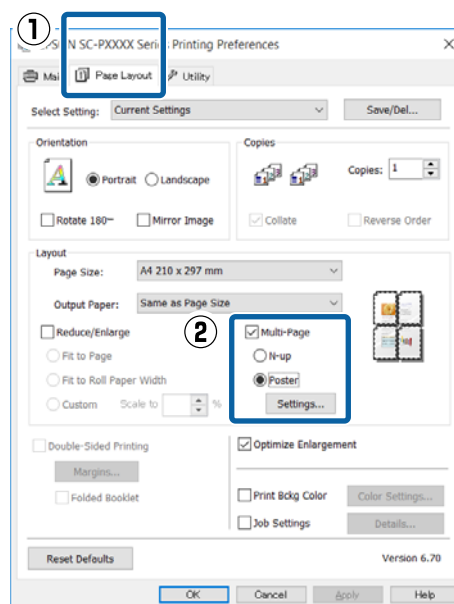 ①
N SC-PXXXX Series Printing Preferences
Main Page Layout Utility
Select Setting: Current Settings Save/Del...
Orientation Copies
Portrait Landscape Copies: 1
Rotate 180° Mirror Image Collate Reverse Order
Layout
Page Size: A4 210 x 297 mm
Output Paper: Same as Page Size
②
Reduce/Enlarge Multi-Page
Fit to Page N-up
Fit to Roll Paper Width Poster
Custom Scale to % Settings...
Double-Sided Printing Optimize Enlargement
Margins...
Folded Booklet Print Bckg Color Color Settings...
Job Settings Details...
Reset Defaults Version 6.70
OK Cancel Apply Help